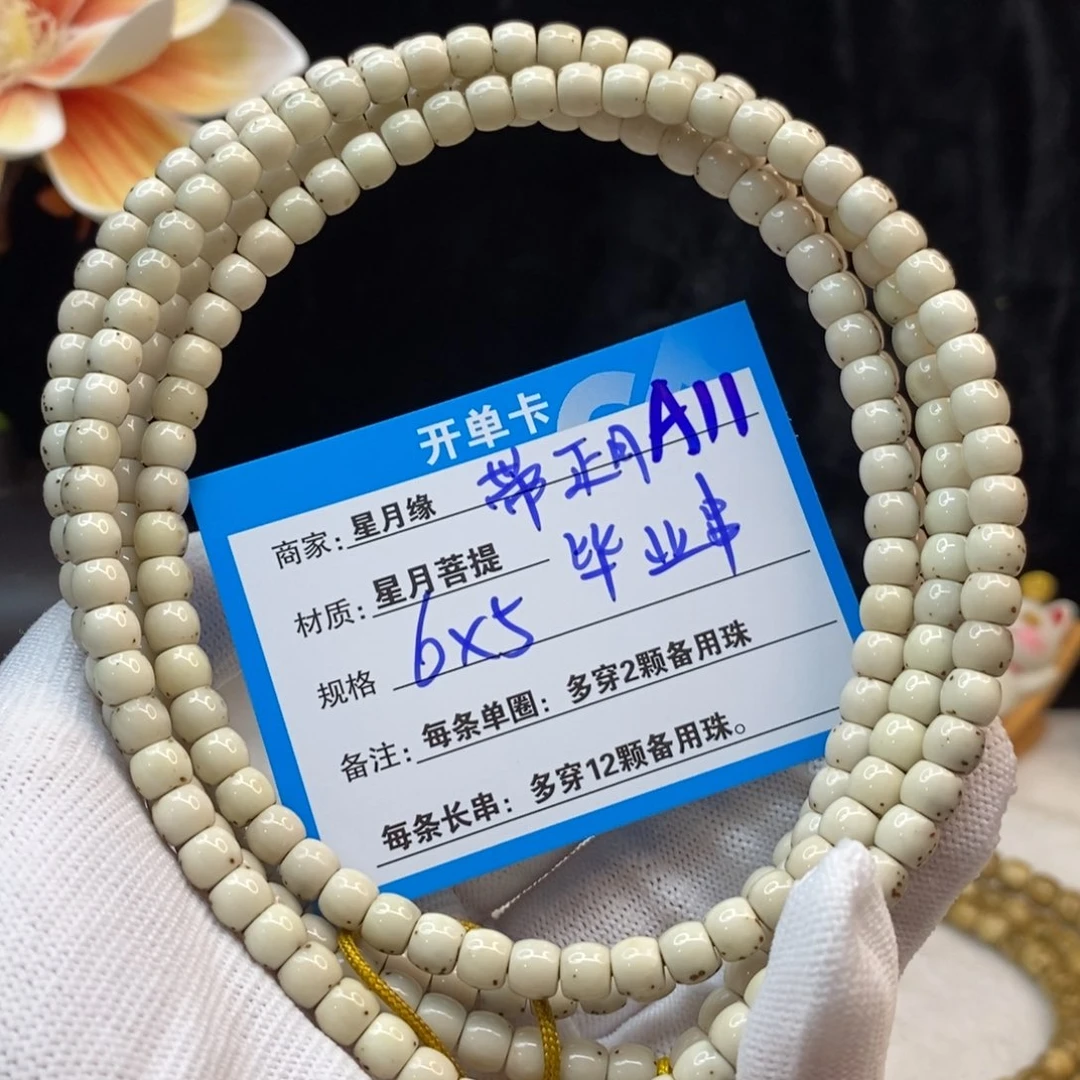 开单卡
商家：星月缘 带正月A11
材质：星月菩提 毕业串
规格 6x5
备注：每条单圈：多穿2颗备用珠
每条长串：多穿12颗备用珠。